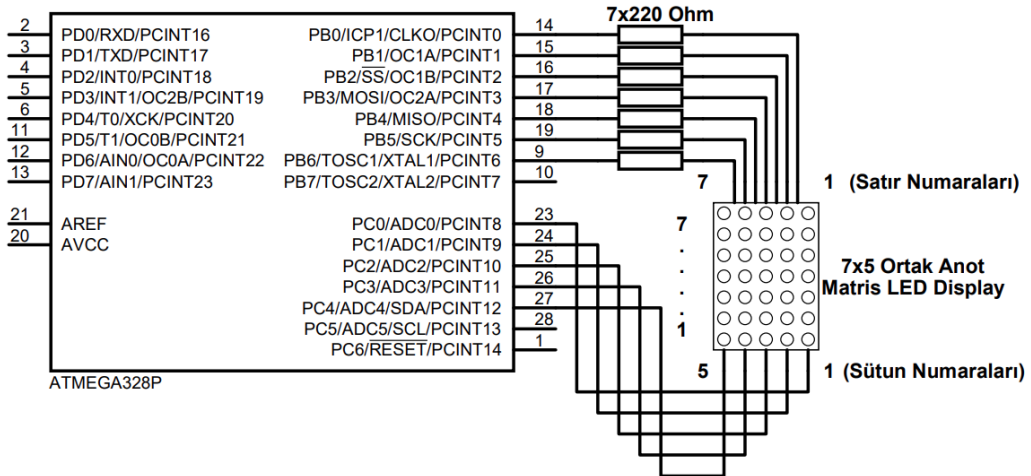 7x220 Ohm
2 PD0/RXD/PCINT16 PB0/ICP1/CLKO/PCINT0 14
3 PD1/TXD/PCINT17 PB1/OC1A/PCINT1 15
4 PD2/INT0/PCINT18 PB2/SS/OC1B/PCINT2 16
5 PD3/INT1/OC2B/PCINT19 PB3/MOSI/OC2A/PCINT3 17
6 PD4/T0/XCK/PCINT20 PB4/MISO/PCINT4 18
11 PD5/T1/OC0B/PCINT21 PB5/SCK/PCINT5 19
12 PD6/AIN0/OC0A/PCINT22 PB6/TOSC1/XTAL1/PCINT6 9
13 PD7/AIN1/PCINT23 PB7/TOSC2/XTAL2/PCINT7 10
7 1 (Satır Numaraları)
21 AREF PC0/ADC0/PCINT8 23
20 AVCC PC1/ADC1/PCINT9 24
PC2/ADC2/PCINT10 25
PC3/ADC3/PCINT11 26
PC4/ADC4/SDA/PCINT12 27
PC5/ADC5/SCL/PCINT13 28
PC6/RESET/PCINT14 1
7
.
.
.
.
1
7x5 Ortak Anot
Matris LED Display
5 1 (Sütun Numaraları)
ATMEGA328P